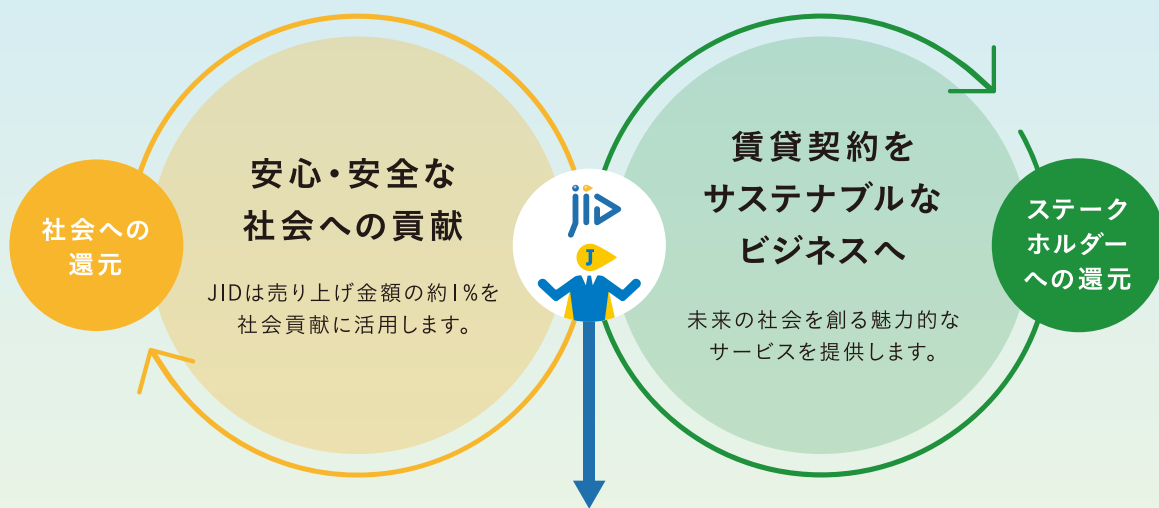 社会への
還元
安心・安全な
社会への貢献
JIDは売り上げ金額の約1%を
社会貢献に活用します。
jID
J
賃貸契約を
サステナブルな
ビジネスへ
未来の社会を創る魅力的な
サービスを提供します。
ステーク
ホルダー
への還元